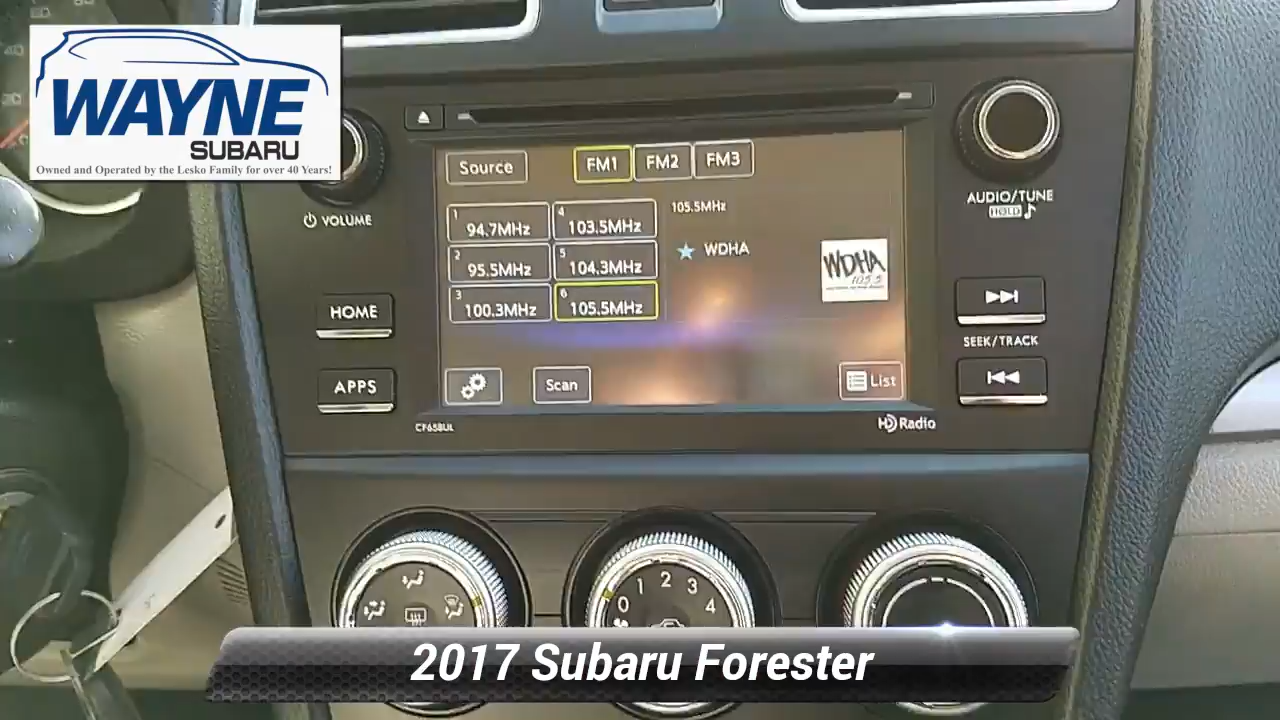 WAYNE
SUBARU
Owned and Operated by the Lesko Family for over 40 Years!
VOLUME
HOME
APPS
Source
FM1 FM2 FM3
1 94.7MHz
4 103.5MHz
2 95.5MHz
5 104.3MHz
3 100.3MHz
6 105.5MHz
105.5MHz
WDHA
WDHA
105.5
Scan
List
CF658UL
HD Radio
AUDIO/TUNE
HOLD
SEEK/TRACK
0 1 2 3 4
2017 Subaru Forester